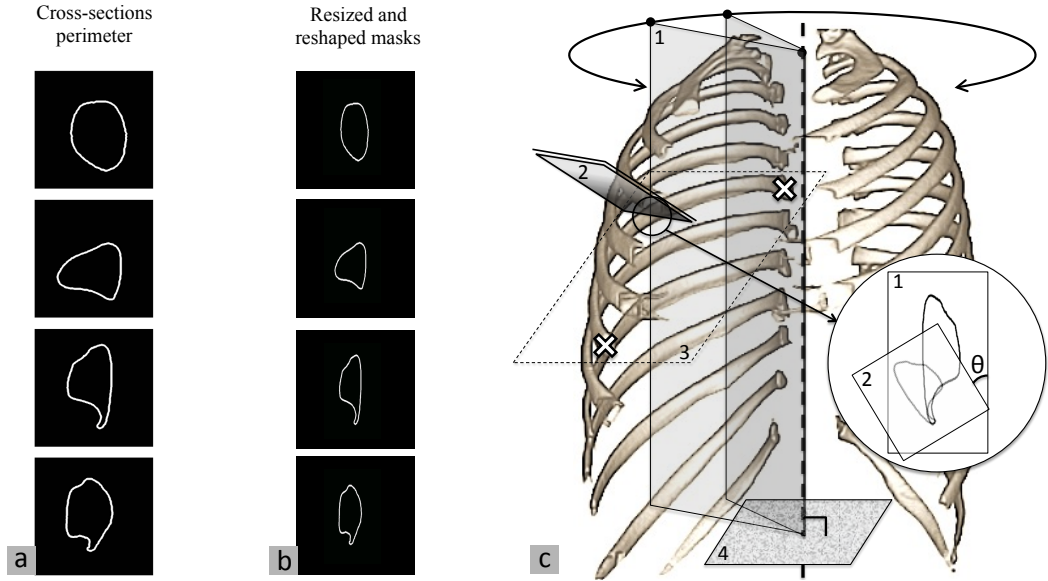 Cross-sections
perimeter
Resized and
reshaped masks
a
b
c
1
2
3
4
1
2
θ